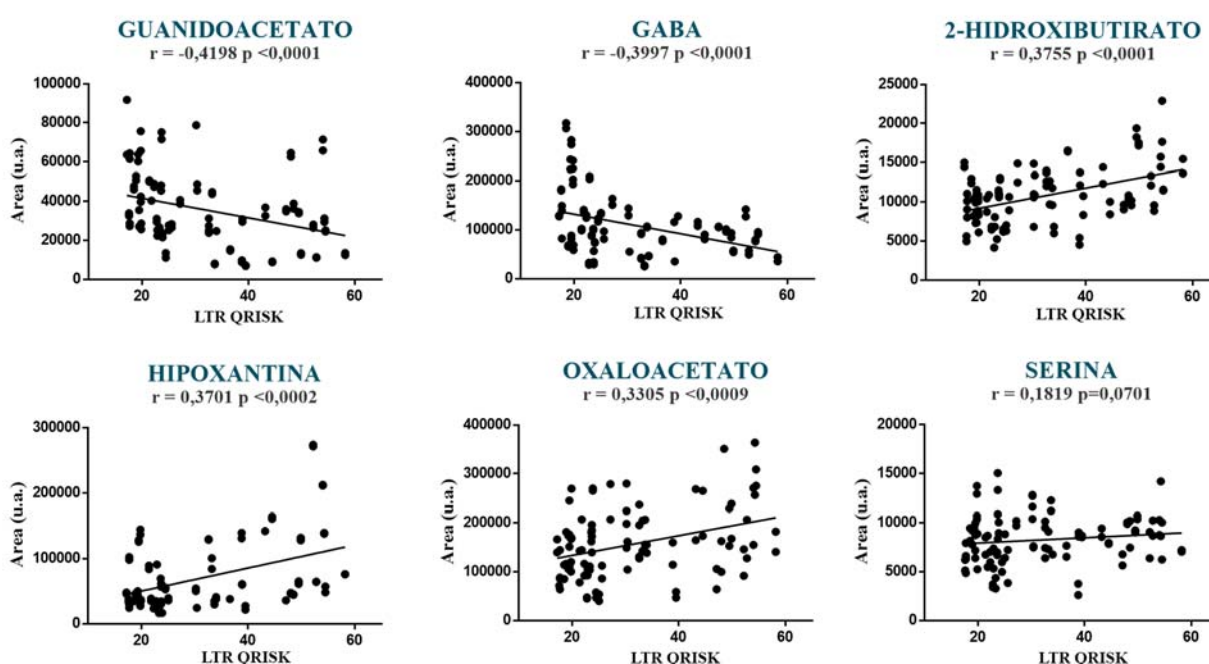 GUANIDOACETATO
r = -0,4198 p <0,0001
100000
80000
60000
40000
20000
0
Area (u.a.)
20 40 60
LTR QRISK
GABA
r = -0,3997 p <0,0001
400000
300000
200000
100000
0
Area (u.a.)
20 40 60
LTR QRISK
2-HIDROXIBUTIRATO
r = 0,3755 p <0,0001
25000
20000
15000
10000
5000
0
Area (u.a.)
20 40 60
LTR QRISK
HIPOXANTINA
r = 0,3701 p <0,0002
300000
200000
100000
0
Area (u.a.)
20 40 60
LTR QRISK
OXALOACETATO
r = 0,3305 p <0,0009
400000
300000
200000
100000
0
Area (u.a.)
20 40 60
LTR QRISK
SERINA
r = 0,1819 p=0,0701
20000
15000
10000
5000
0
Area (u.a.)
20 40 60
LTR QRISK